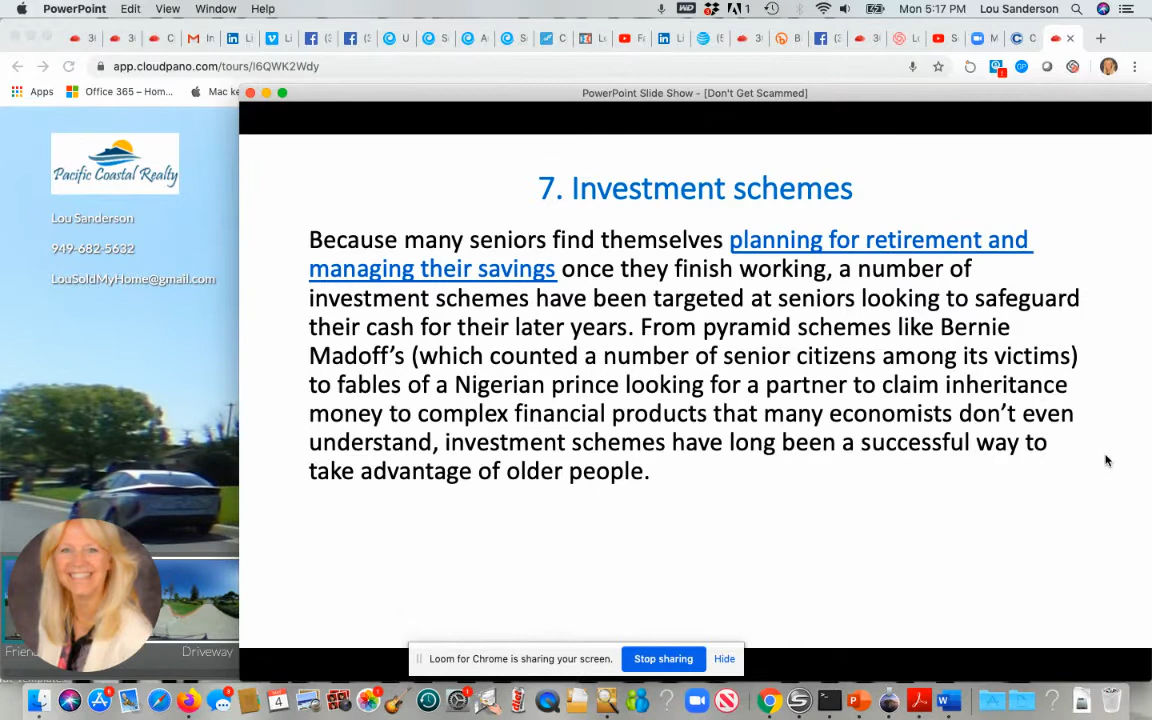 PowerPoint Edit View Window Help
WD 1 Mon 5:17 PM Lou Sanderson
app.cloudpano.com/tours/I6QWK2Wdy
Apps Office 365 – Hom... Mac ke
PowerPoint Slide Show - [Don't Get Scammed]
Pacific Coastal Realty
Lou Sanderson
949-682-5632
LouSoldMyHome@gmail.com
7. Investment schemes
Because many seniors find themselves planning for retirement and
managing their savings once they finish working, a number of
investment schemes have been targeted at seniors looking to safeguard
their cash for their later years. From pyramid schemes like Bernie
Madoff’s (which counted a number of senior citizens among its victims)
to fables of a Nigerian prince looking for a partner to claim inheritance
money to complex financial products that many economists don’t even
understand, investment schemes have long been a successful way to
take advantage of older people.
Frien Driveway
Loom for Chrome is sharing your screen. Stop sharing Hide